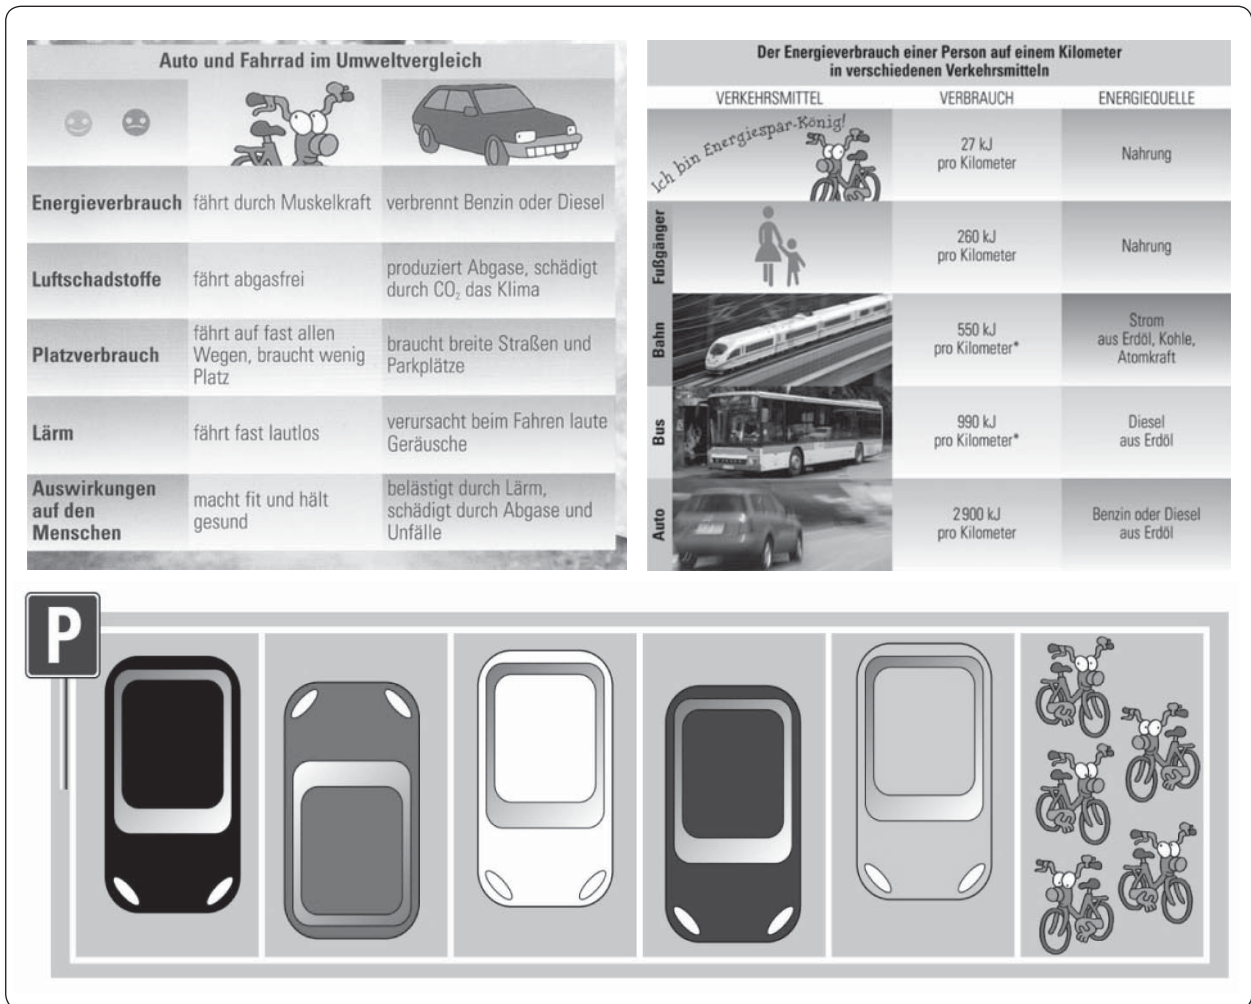 Auto und Fahrrad im Umweltvergleich
Energieverbrauch
fährt durch Muskelkraft
verbrennt Benzin oder Diesel
Luftschadstoffe
fährt abgasfrei
produziert Abgase, schädigt
durch CO₂ das Klima
Platzverbrauch
fährt auf fast allen
Wegen, braucht wenig
Platz
braucht breite Straßen und
Parkplätze
Lärm
fährt fast lautlos
verursacht beim Fahren laute
Geräusche
Auswirkungen
auf den
Menschen
macht fit und hält
gesund
belästigt durch Lärm,
schädigt durch Abgase und
Unfälle
Der Energieverbrauch einer Person auf einem Kilometer
in verschiedenen Verkehrsmitteln
VERKEHRSMITTEL
VERBRAUCH
ENERGIEQUELLE
Ich bin Energiespar-König!
27 kJ
pro Kilometer
Nahrung
Fußgänger
260 kJ
pro Kilometer
Nahrung
Bahn
550 kJ
pro Kilometer*
Strom
aus Erdöl, Kohle,
Atomkraft
Bus
990 kJ
pro Kilometer*
Diesel
aus Erdöl
Auto
2900 kJ
pro Kilometer
Benzin oder Diesel
aus Erdöl
P